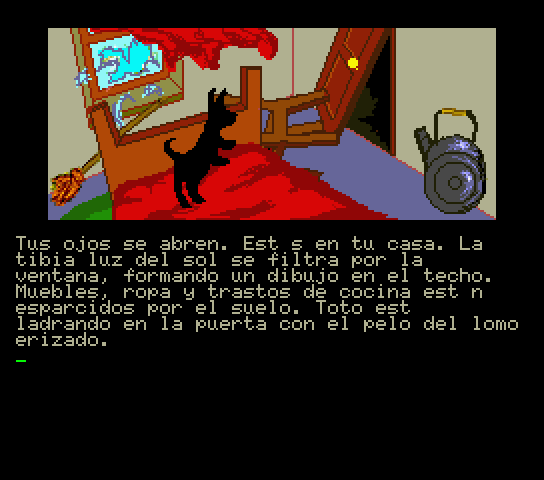 Tus ojos se abren. Est s en tu casa. La
tibia luz del sol se filtra por la
ventana, formando un dibujo en el techo.
Muebles, ropa y trastos de cocina est n
esparcidos por el suelo. Toto est
ladrando en la puerta con el pelo del lomo
erizado.